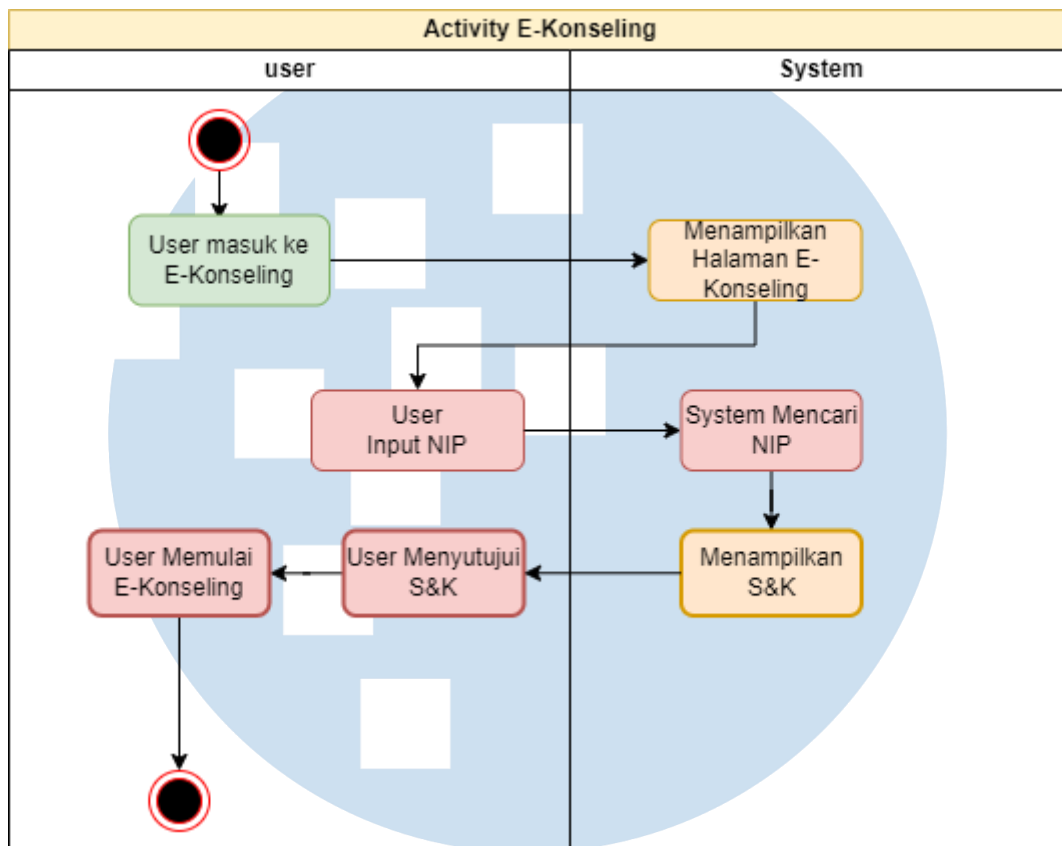 Activity E-Konseling
user
System
User masuk ke
E-Konseling
Menampilkan
Halaman E-
Konseling
User
Input NIP
System Mencari
NIP
User Memulai
E-Konseling
User Menyutujui
S&K
Menampilkan
S&K